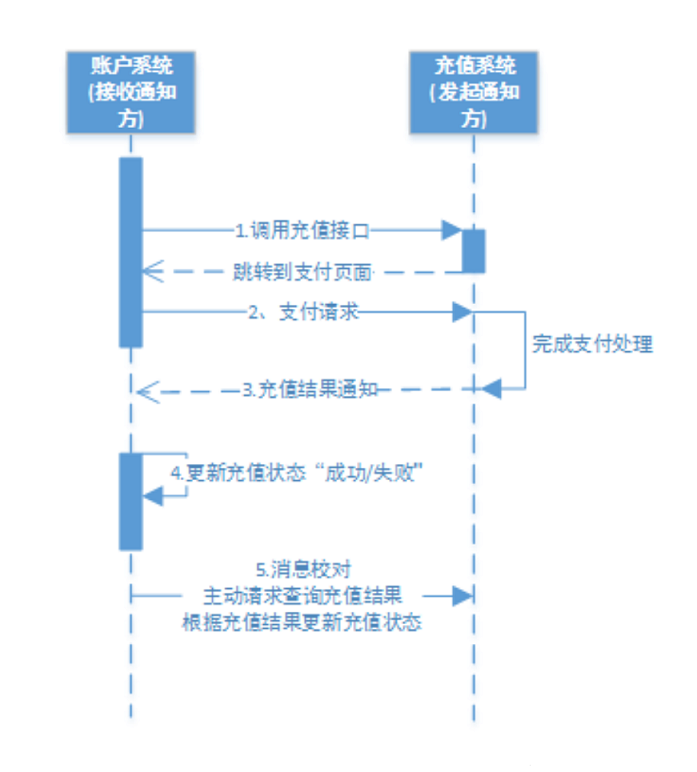 账户系统
(接收通知
方)
充值系统
(发起通知
方)
1.调用充值接口
跳转到支付页面
2、支付请求
完成支付处理
3.充值结果通知
4.更新充值状态“成功/失败”
5.消息校对
主动请求查询充值结果
根据充值结果更新充值状态